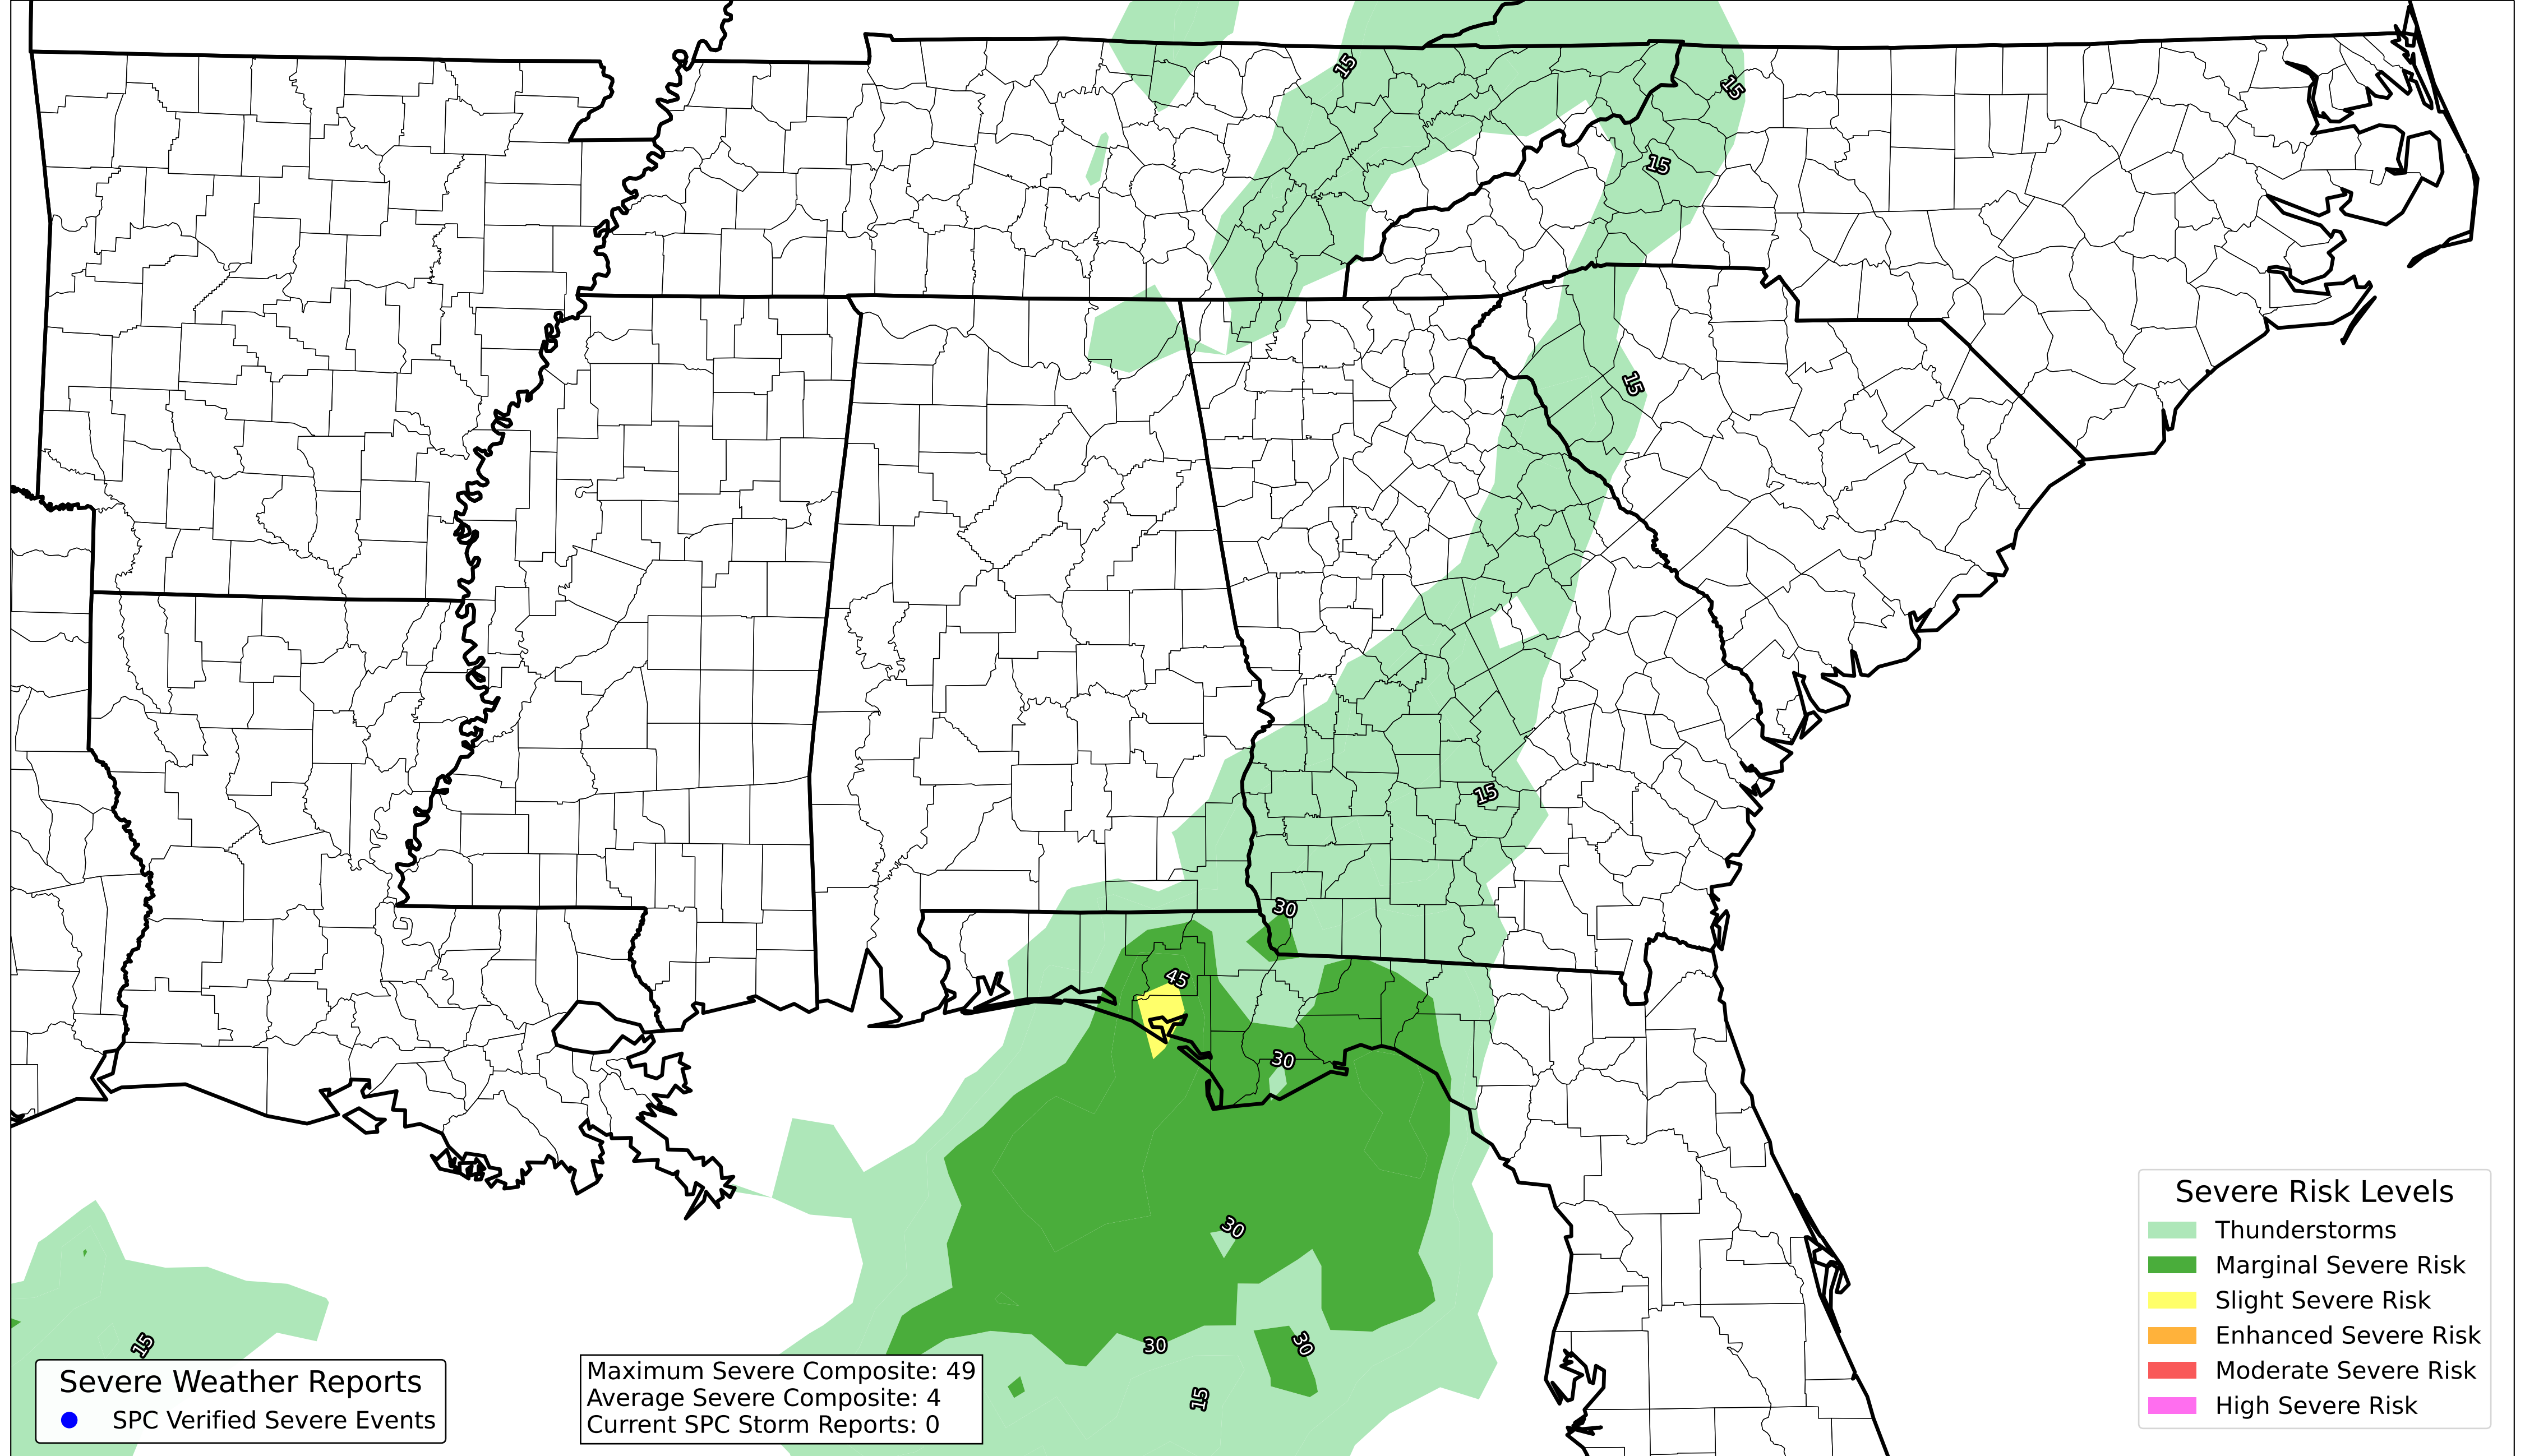 15
15
15
15
15
30
45
30
30
30
30
15
15
Severe Weather Reports
SPC Verified Severe Events
Maximum Severe Composite: 49
Average Severe Composite: 4
Current SPC Storm Reports: 0
Severe Risk Levels
Thunderstorms
Marginal Severe Risk
Slight Severe Risk
Enhanced Severe Risk
Moderate Severe Risk
High Severe Risk